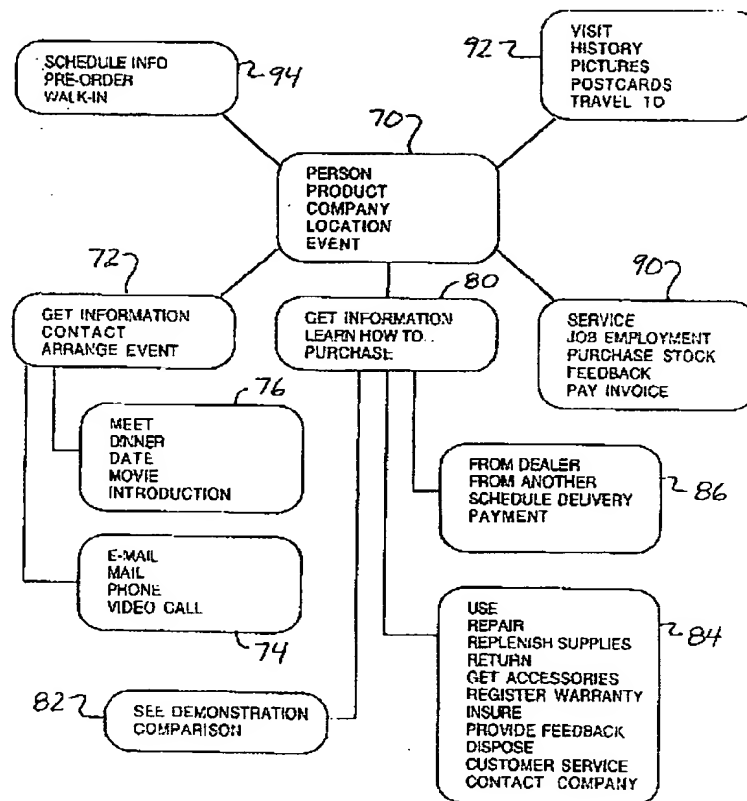 SCHEDULE INFO
PRE-ORDER
WALK-IN
94
92
VISIT
HISTORY
PICTURES
POSTCARDS
TRAVEL TO
70
PERSON
PRODUCT
COMPANY
LOCATION
EVENT
72
GET INFORMATION
CONTACT
ARRANGE EVENT
80
GET INFORMATION
LEARN HOW TO..
PURCHASE
90
SERVICE
JOB EMPLOYMENT
PURCHASE STOCK
FEEDBACK
PAY INVOICE
76
MEET
DINNER
DATE
MOVIE
INTRODUCTION
FROM DEALER
FROM ANOTHER
SCHEDULE DELIVERY
PAYMENT
86
E-MAIL
MAIL
PHONE
VIDEO CALL
74
USE
REPAIR
REPLENISH SUPPLIES
RETURN
GET ACCESSORIES
REGISTER WARRANTY
INSURE
PROVIDE FEEDBACK
DISPOSE
CUSTOMER SERVICE
CONTACT COMPANY
84
82
SEE DEMONSTRATION
COMPARISON